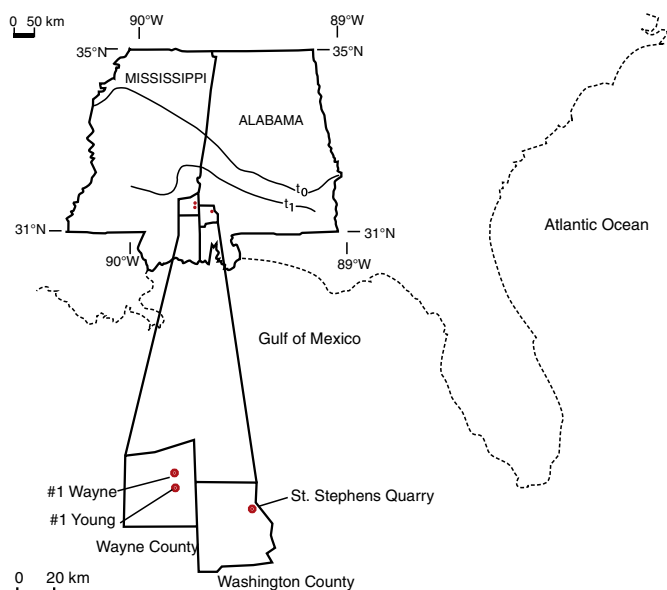 0 50 km
90°W
89°W
35°N
35°N
MISSISSIPPI
ALABAMA
t0
t1
31°N
31°N
90°W
89°W
Atlantic Ocean
Gulf of Mexico
#1 Wayne
St. Stephens Quarry
#1 Young
Wayne County
0 20 km
Washington County